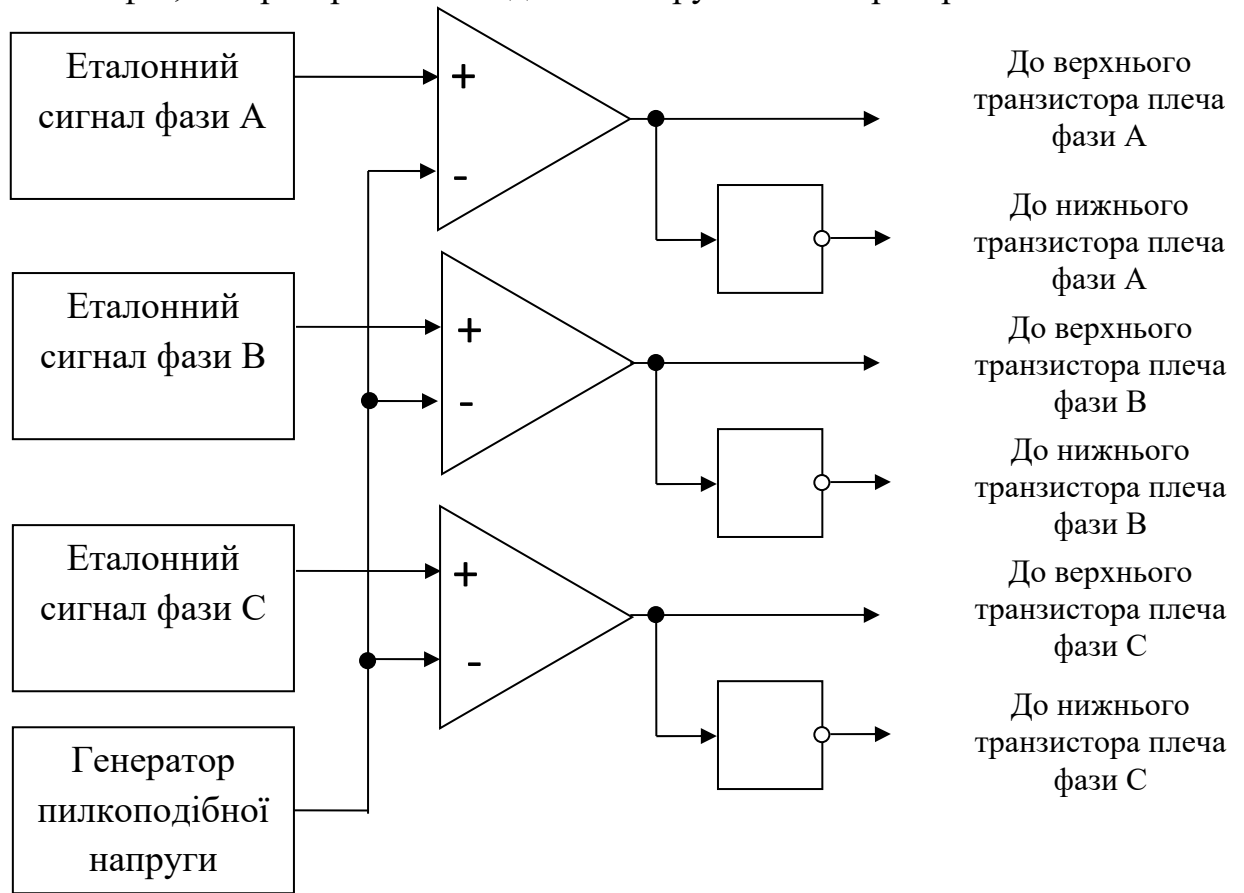 Еталонний
сигнал фази А
+
-
До верхнього
транзистора плеча
фази А
До нижнього
транзистора плеча
фази А
Еталонний
сигнал фази В
+
-
До верхнього
транзистора плеча
фази В
До нижнього
транзистора плеча
фази В
Еталонний
сигнал фази С
+
-
До верхнього
транзистора плеча
фази С
До нижнього
транзистора плеча
фази С
Генератор
пилкоподібної
напруги